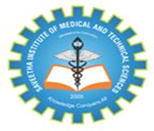 SAVEETHA INSTITUTE OF MEDICAL AND TECHNICAL SCIENCES
2005
Knowledge Conquers All